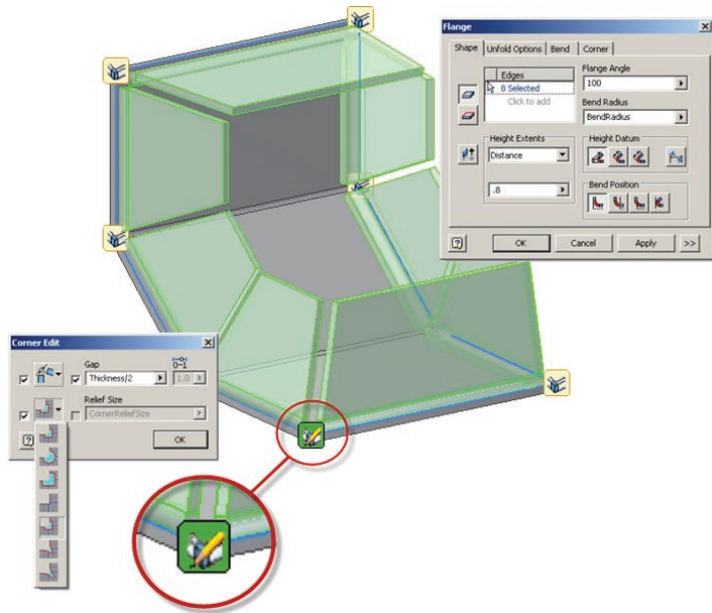 Flange
Shape Unfold Options Bend Corner
Edges
8 Selected
Click to add
Flange Angle
100
Bend Radius
BendRadius
Height Extents
Distance
.8
Height Datum
Bend Position
OK Cancel Apply >>
Corner Edit
Gap
Thickness/2
0-1
1.0
Relief Size
CornerReliefSize
OK